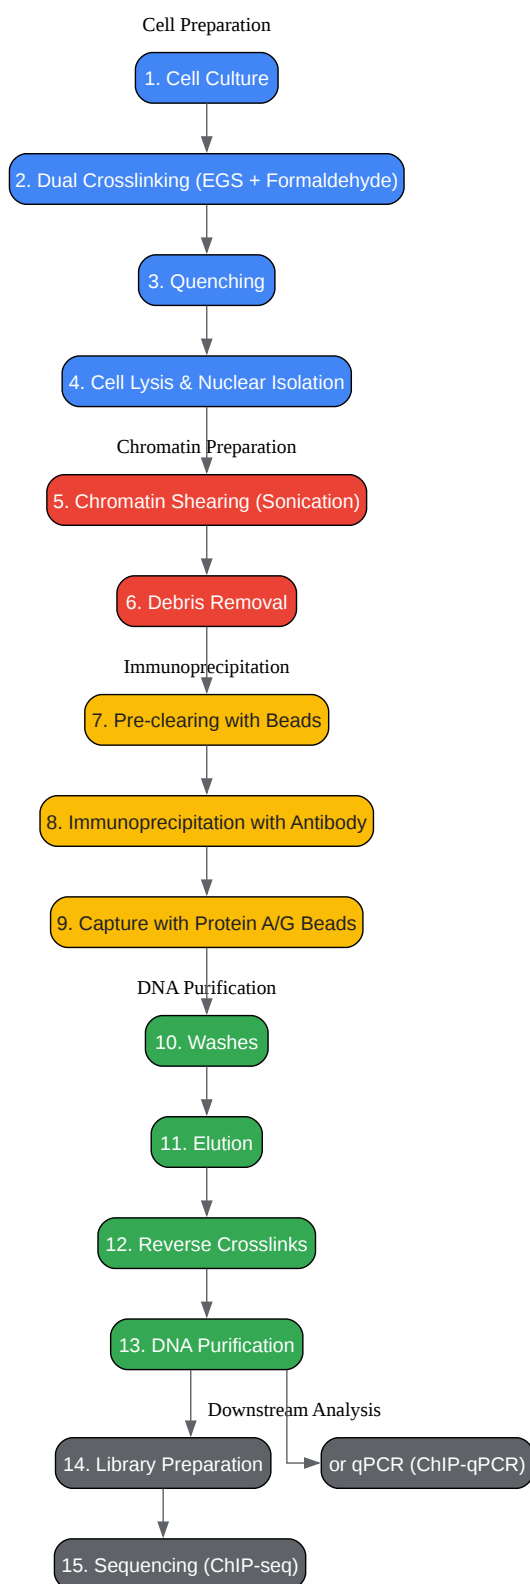 Cell Preparation
1. Cell Culture
2. Dual Crosslinking (EGS + Formaldehyde)
3. Quenching
4. Cell Lysis & Nuclear Isolation
Chromatin Preparation
5. Chromatin Shearing (Sonication)
6. Debris Removal
Immunoprecipitation
7. Pre-clearing with Beads
8. Immunoprecipitation with Antibody
9. Capture with Protein A/G Beads
DNA Purification
10. Washes
11. Elution
12. Reverse Crosslinks
13. DNA Purification
Downstream Analysis
14. Library Preparation
or qPCR (ChIP-qPCR)
15. Sequencing (ChIP-seq)